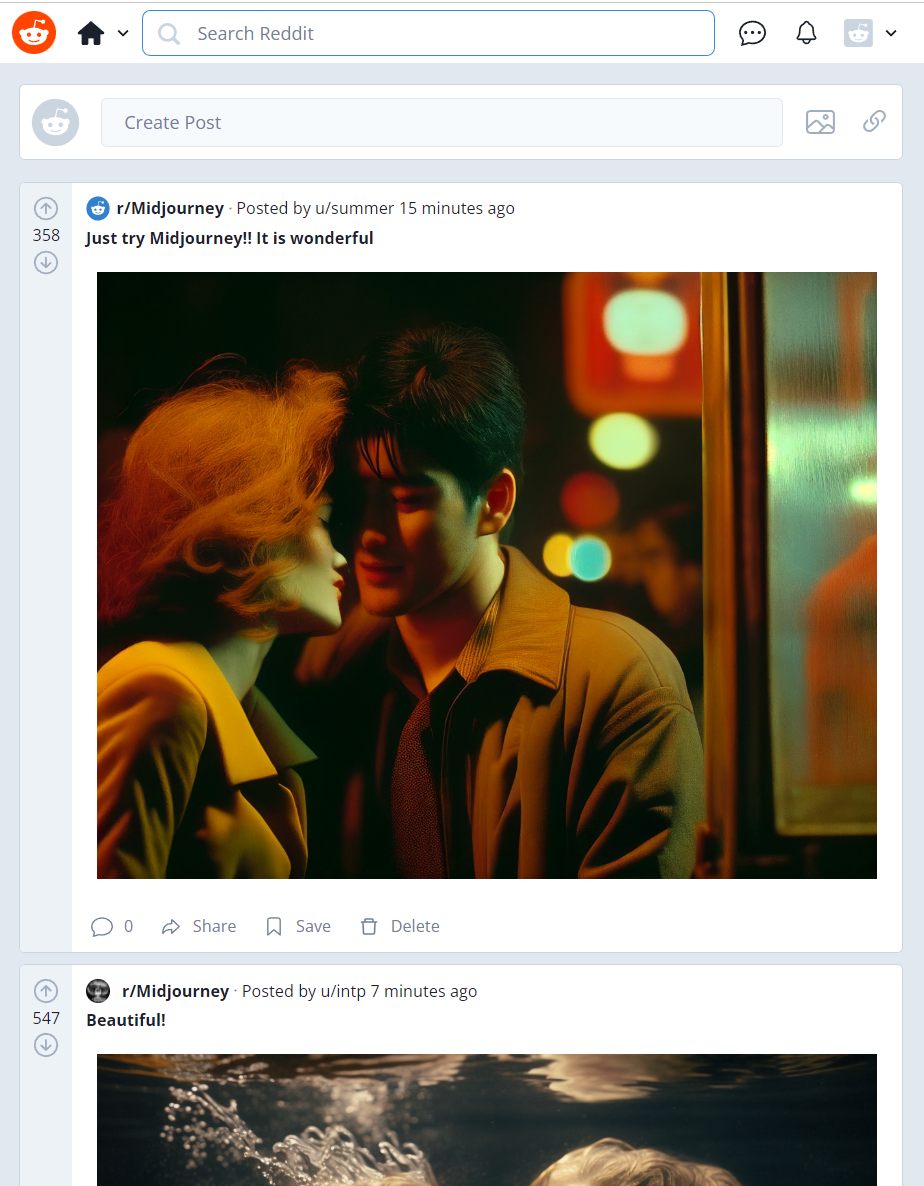 Search Reddit
Create Post
r/Midjourney · Posted by u/summer 15 minutes ago
358
Just try Midjourney!! It is wonderful
0 Share Save Delete
r/Midjourney · Posted by u/intp 7 minutes ago
547
Beautiful!